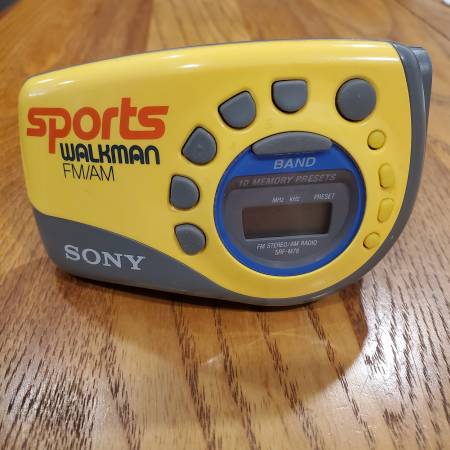 sports
WALKMAN
FM/AM
SONY
BAND
10 MEMORY PRESETS
MHz kHz PRESET
FM STEREO/AM RADIO
SRF-M78